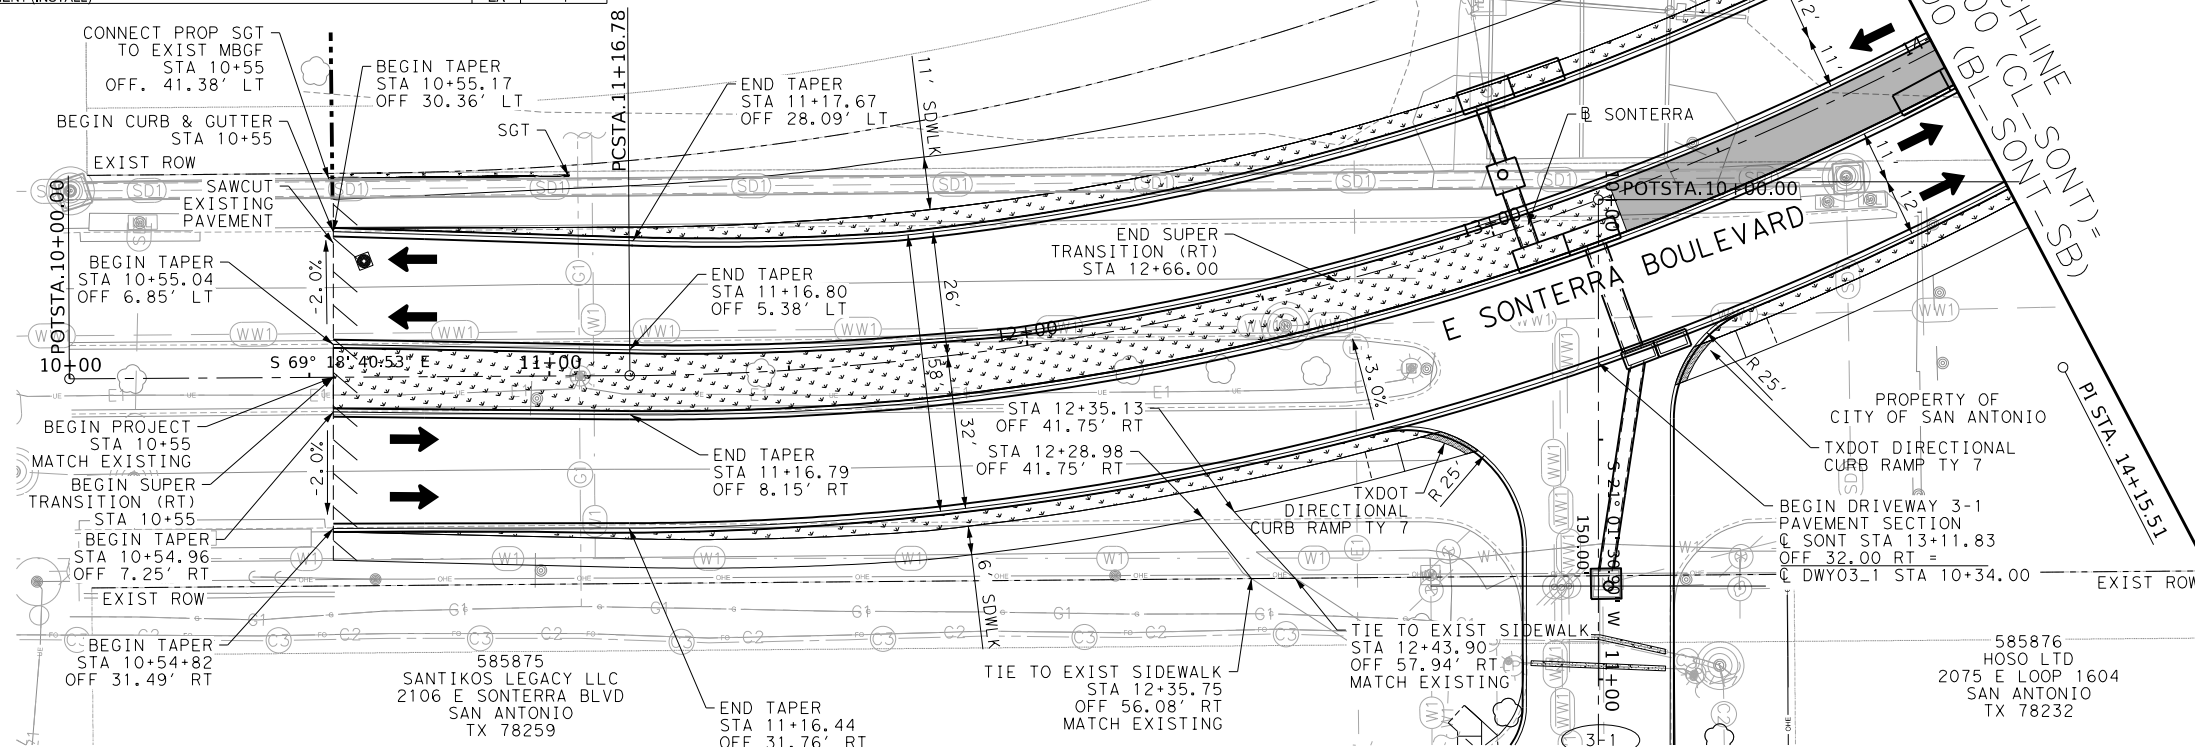 CONNECT PROP SGT
TO EXIST MBGF
STA 10+55
OFF. 41.38' LT
BEGIN CURB & GUTTER
STA 10+55
EXIST ROW
SAWCUT
EXISTING
PAVEMENT
BEGIN TAPER
STA 10+55.17
OFF 30.36' LT
SGT
PCSTA.11+16.78
END TAPER
STA 11+17.67
OFF 28.09' LT
11' SDWLK
POTSTA.10+00.00
BEGIN TAPER
STA 10+55.04
OFF 6.85' LT
-2.0%
END TAPER
STA 11+16.80
OFF 5.38' LT
26'
END SUPER
TRANSITION (RT)
STA 12+66.00
℄ SONTERRA
12'
11'
POTSTA.10+00.00
13+00
12+00
E SONTERRA BOULEVARD
11'
12'
10+00
S 69° 18' 40.53" E
11+00
58'
32'
+3.0%
BEGIN PROJECT
STA 10+55
MATCH EXISTING
BEGIN SUPER
TRANSITION (RT)
STA 10+55
BEGIN TAPER
STA 10+54.96
OFF 7.25' RT
-2.0%
END TAPER
STA 11+16.79
OFF 8.15' RT
STA 12+35.13
OFF 41.75' RT
STA 12+28.98
OFF 41.75' RT
TXDOT
DIRECTIONAL
CURB RAMP TY 7
R 25'
R 25'
PROPERTY OF
CITY OF SAN ANTONIO
TXDOT DIRECTIONAL
CURB RAMP TY 7
PI STA. 14+15.51
BEGIN DRIVEWAY 3-1
PAVEMENT SECTION
℄ SONT STA 13+11.83
OFF 32.00 RT =
℄ DWY03_1 STA 10+34.00
150.00'
EXIST ROW
EXIST ROW
6' SDWLK
BEGIN TAPER
STA 10+54+82
OFF 31.49' RT
585875
SANTIKOS LEGACY LLC
2106 E SONTERRA BLVD
SAN ANTONIO
TX 78259
END TAPER
STA 11+16.44
OFF 31.76' RT
TIE TO EXIST SIDEWALK
STA 12+35.75
OFF 56.08' RT
MATCH EXISTING
TIE TO EXIST SIDEWALK
STA 12+43.90
OFF 57.94' RT
MATCH EXISTING
11+00
3-1
585876
HOSO LTD
2075 E LOOP 1604
SAN ANTONIO
TX 78232